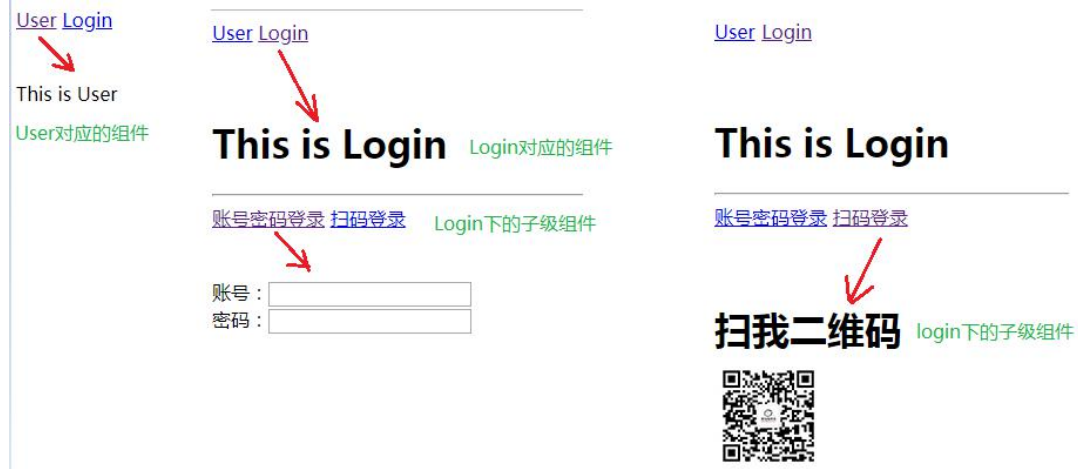 User Login
This is User
User对应的组件
User Login
This is Login
Login对应的组件
账号密码登录 扫码登录
Login下的子级组件
账号：
密码：
User Login
This is Login
账号密码登录 扫码登录
扫我二维码
login下的子级组件